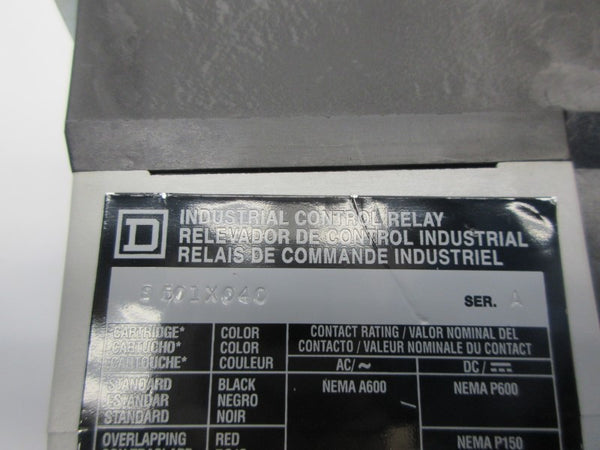 D
INDUSTRIAL CONTROL RELAY
RELEVADOR DE CONTROL INDUSTRIAL
RELAIS DE COMMANDE INDUSTRIEL
8501XO40 SER. A
*CARTRIDGE* COLOR CONTACT RATING / VALOR NOMINAL DEL
*CARTUCHO* COLOR CONTACTO / VALEUR NOMINALE DU CONTACT
*CARTOUCHE* COULEUR AC/~ DC/⎓
STANDARD BLACK NEMA A600 NEMA P600
ESTANDAR NEGRO
STANDARD NOIR
OVERLAPPING RED NEMA P150